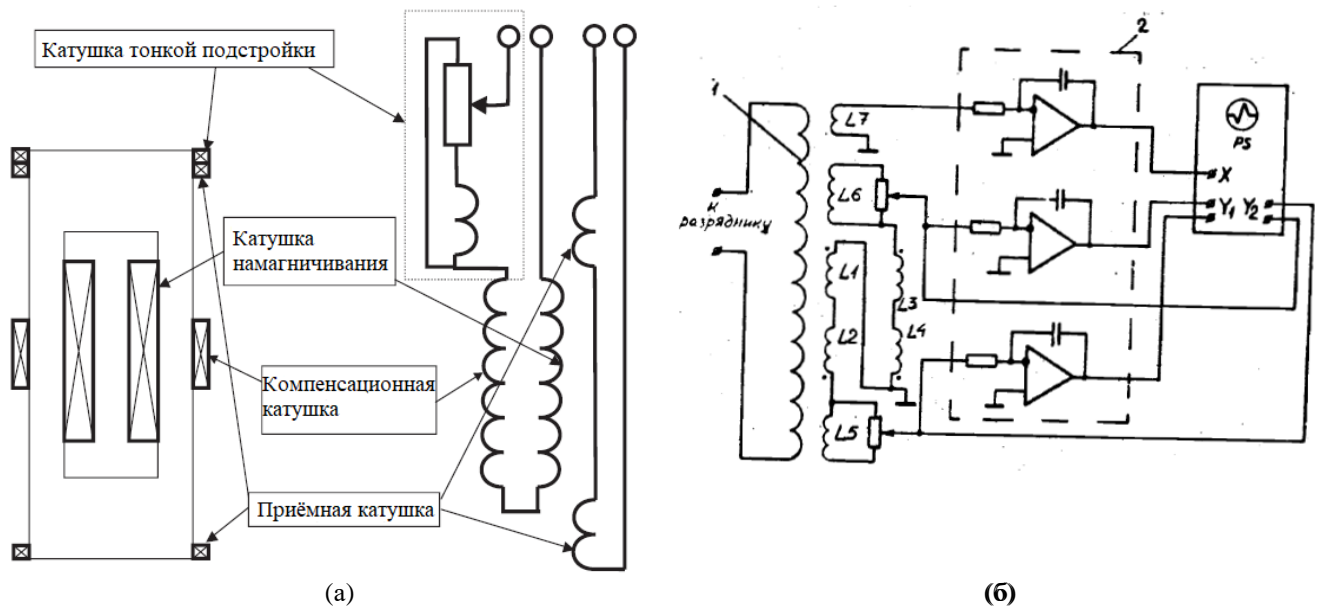 Катушка тонкой подстройки
Катушка
намагничивания
Компенсационная
катушка
Приёмная катушка
(а)
1
2
L7
L6
L1
L2
L3
L4
L5
к
разряднику
PS
X
Y1 Y2
(б)